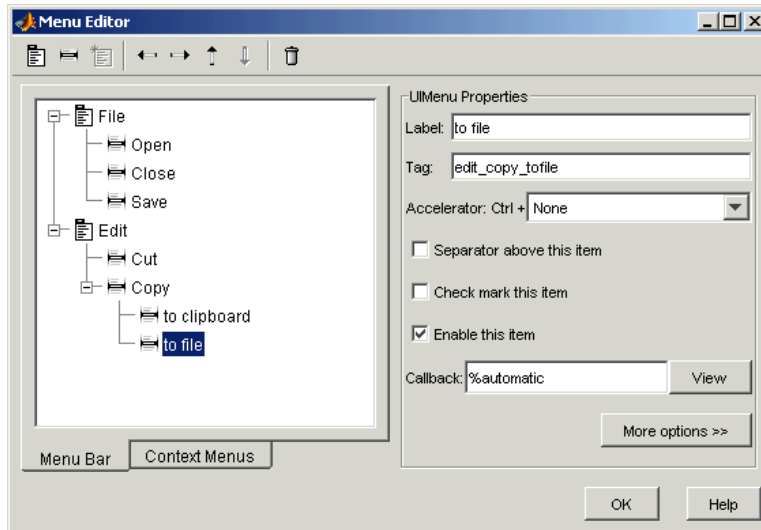 Menu Editor
File
Open
Close
Save
Edit
Cut
Copy
to clipboard
to file
Menu Bar
Context Menus
UIMenu Properties
Label: to file
Tag: edit_copy_tofile
Accelerator: Ctrl + None
Separator above this item
Check mark this item
Enable this item
Callback: %automatic View
More options >>
OK Help